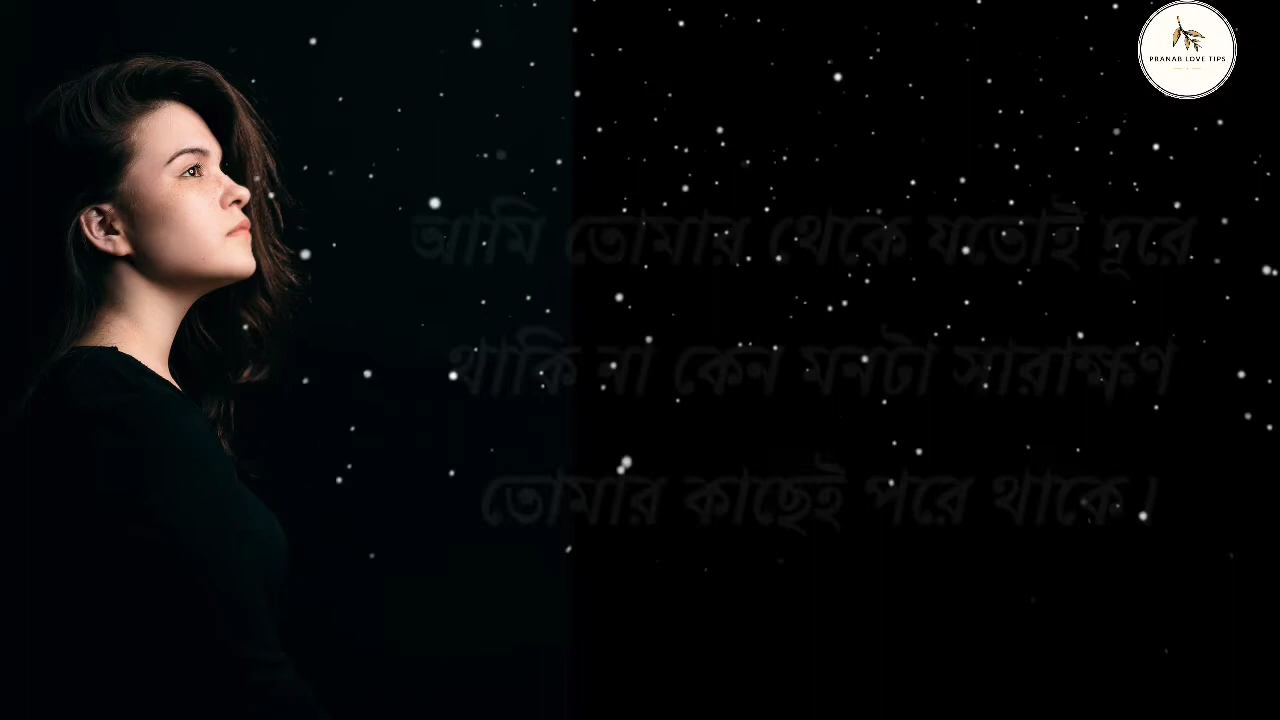 PRANAB LOVE TIPS
আমি তোমার থেকে যতোই দূরে
থাকি না কেন মনটা সারাক্ষণ
তোমার কাছেই পরে থাকে।